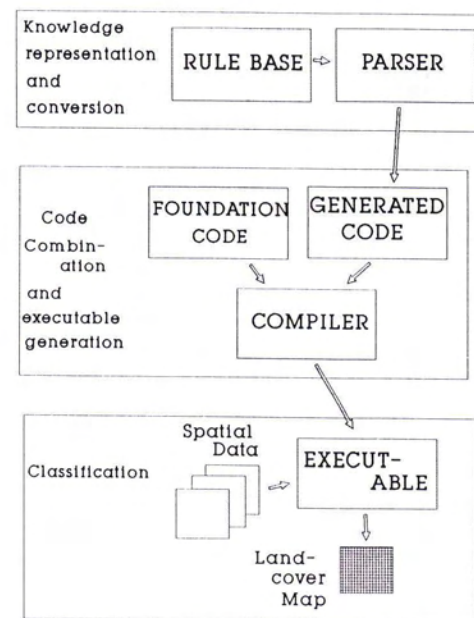 Knowledge
representation
and
conversion
RULE BASE
PARSER
Code
Combin-
ation
and
executable
generation
FOUNDATION
CODE
GENERATED
CODE
COMPILER
Classification
Spatial
Data
EXECUT-
ABLE
Land-
cover
Map